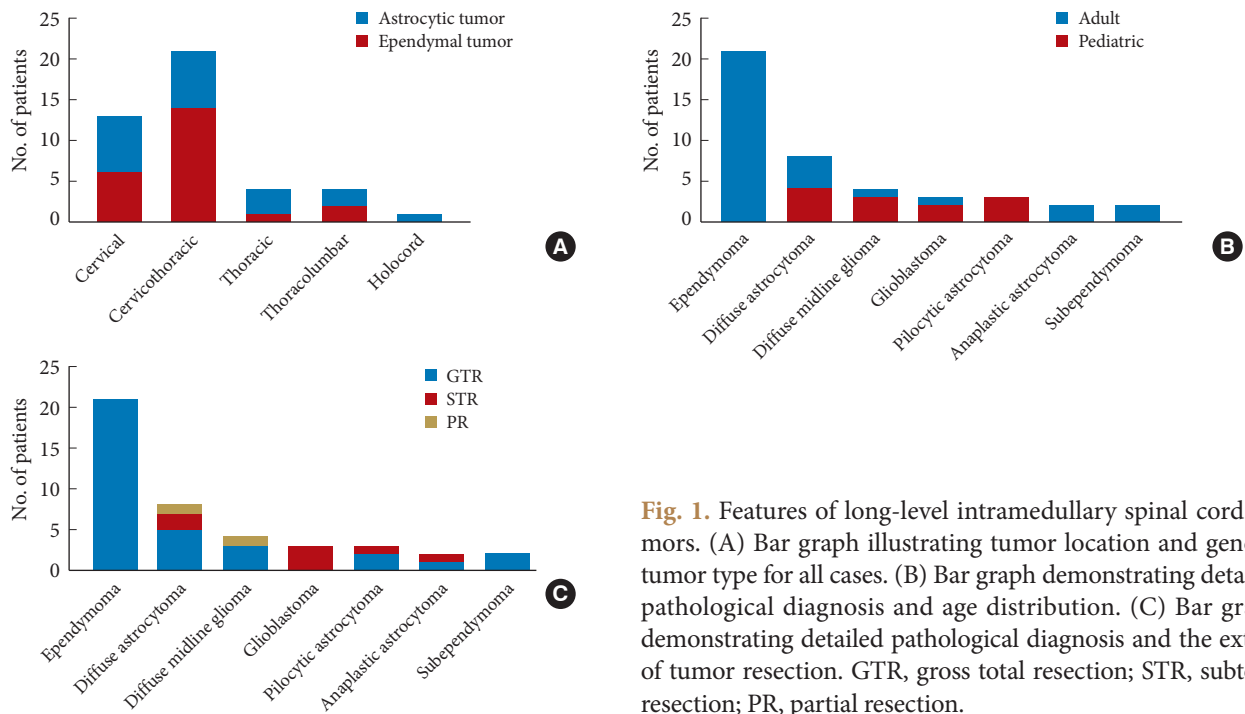 25
20
15
10
5
0
No. of patients
Astrocytic tumor
Ependymal tumor
Cervical
Cervicothoracic
Thoracic
Thoracolumbar
Holocord
A
25
20
15
10
5
0
No. of patients
Adult
Pediatric
Ependymoma
Diffuse astrocytoma
Diffuse midline glioma
Glioblastoma
Pilocytic astrocytoma
Anaplastic astrocytoma
Subependymoma
B
25
20
15
10
5
0
No. of patients
GTR
STR
PR
Ependymoma
Diffuse astrocytoma
Diffuse midline glioma
Glioblastoma
Pilocytic astrocytoma
Anaplastic astrocytoma
Subependymoma
C
Fig. 1. Features of long-level intramedullary spinal cord
mors. (A) Bar graph illustrating tumor location and gene
tumor type for all cases. (B) Bar graph demonstrating deta
pathological diagnosis and age distribution. (C) Bar gra
demonstrating detailed pathological diagnosis and the ext
of tumor resection. GTR, gross total resection; STR, subto
resection; PR, partial resection.